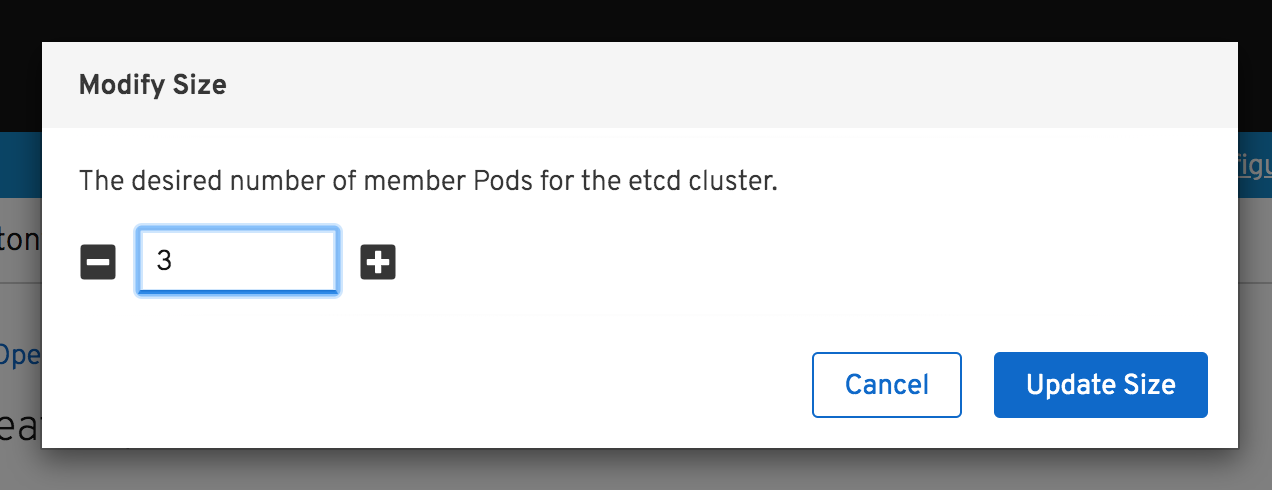 Modify Size
The desired number of member Pods for the etcd cluster.
3
Cancel
Update Size